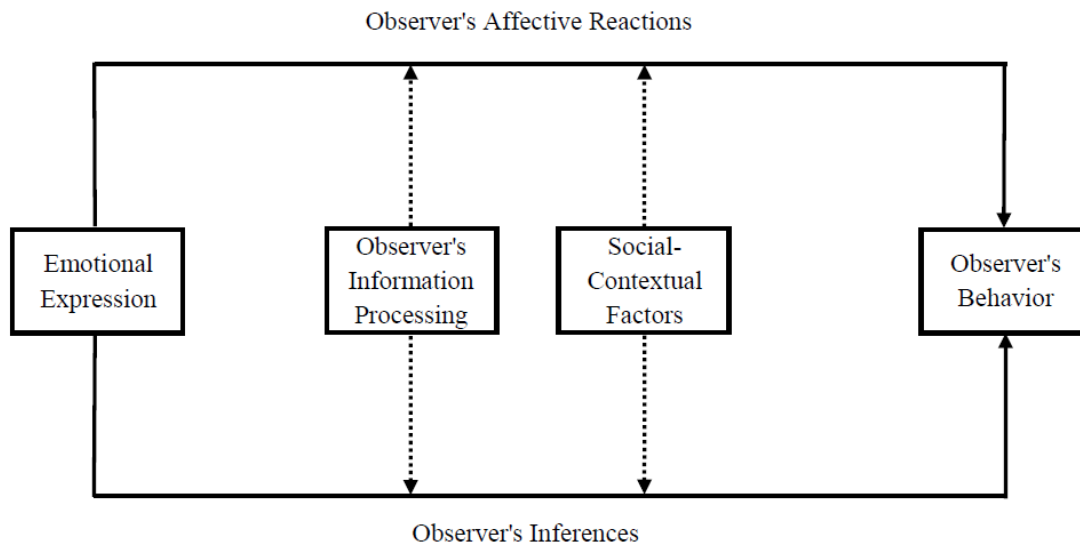 Observer's Affective Reactions
Emotional
Expression
Observer's
Information
Processing
Social-
Contextual
Factors
Observer's
Behavior
Observer's Inferences